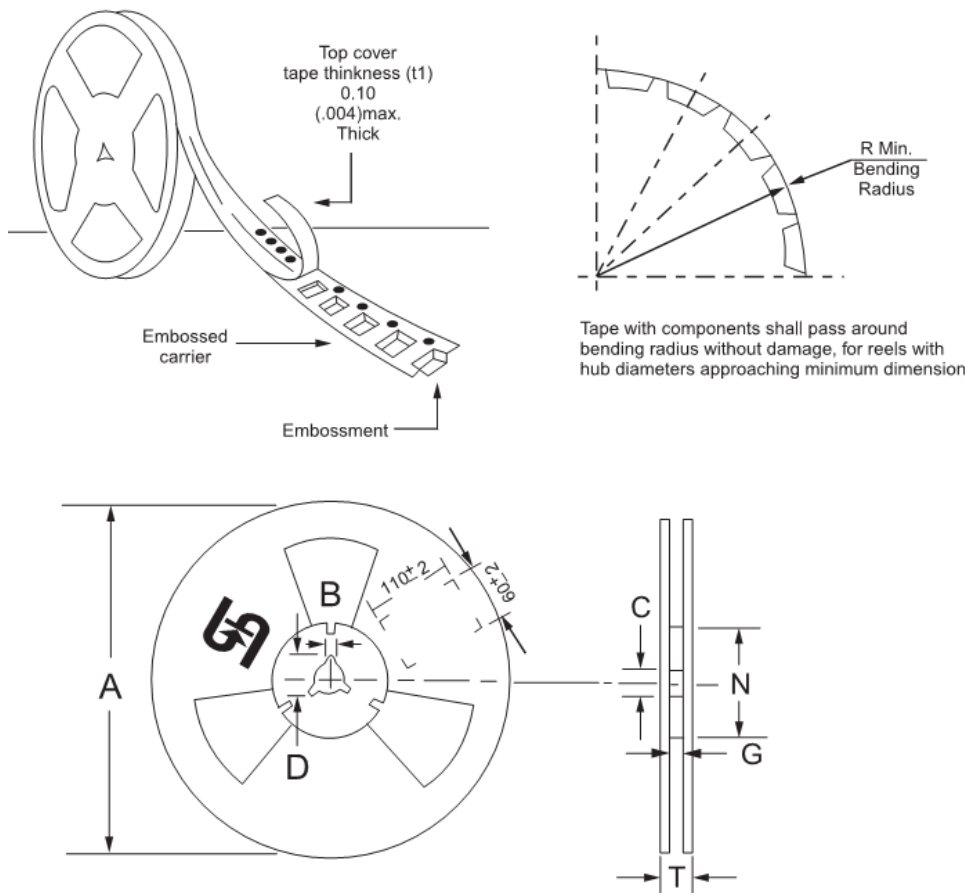 Top cover
tape thinkness (t1)
0.10
(.004)max.
Thick
R Min.
Bending
Radius
Embossed
carrier
Embossment
Tape with components shall pass around
bending radius without damage, for reels with
hub diameters approaching minimum dimension
A
B
D
110±2
60±2
C
N
G
T